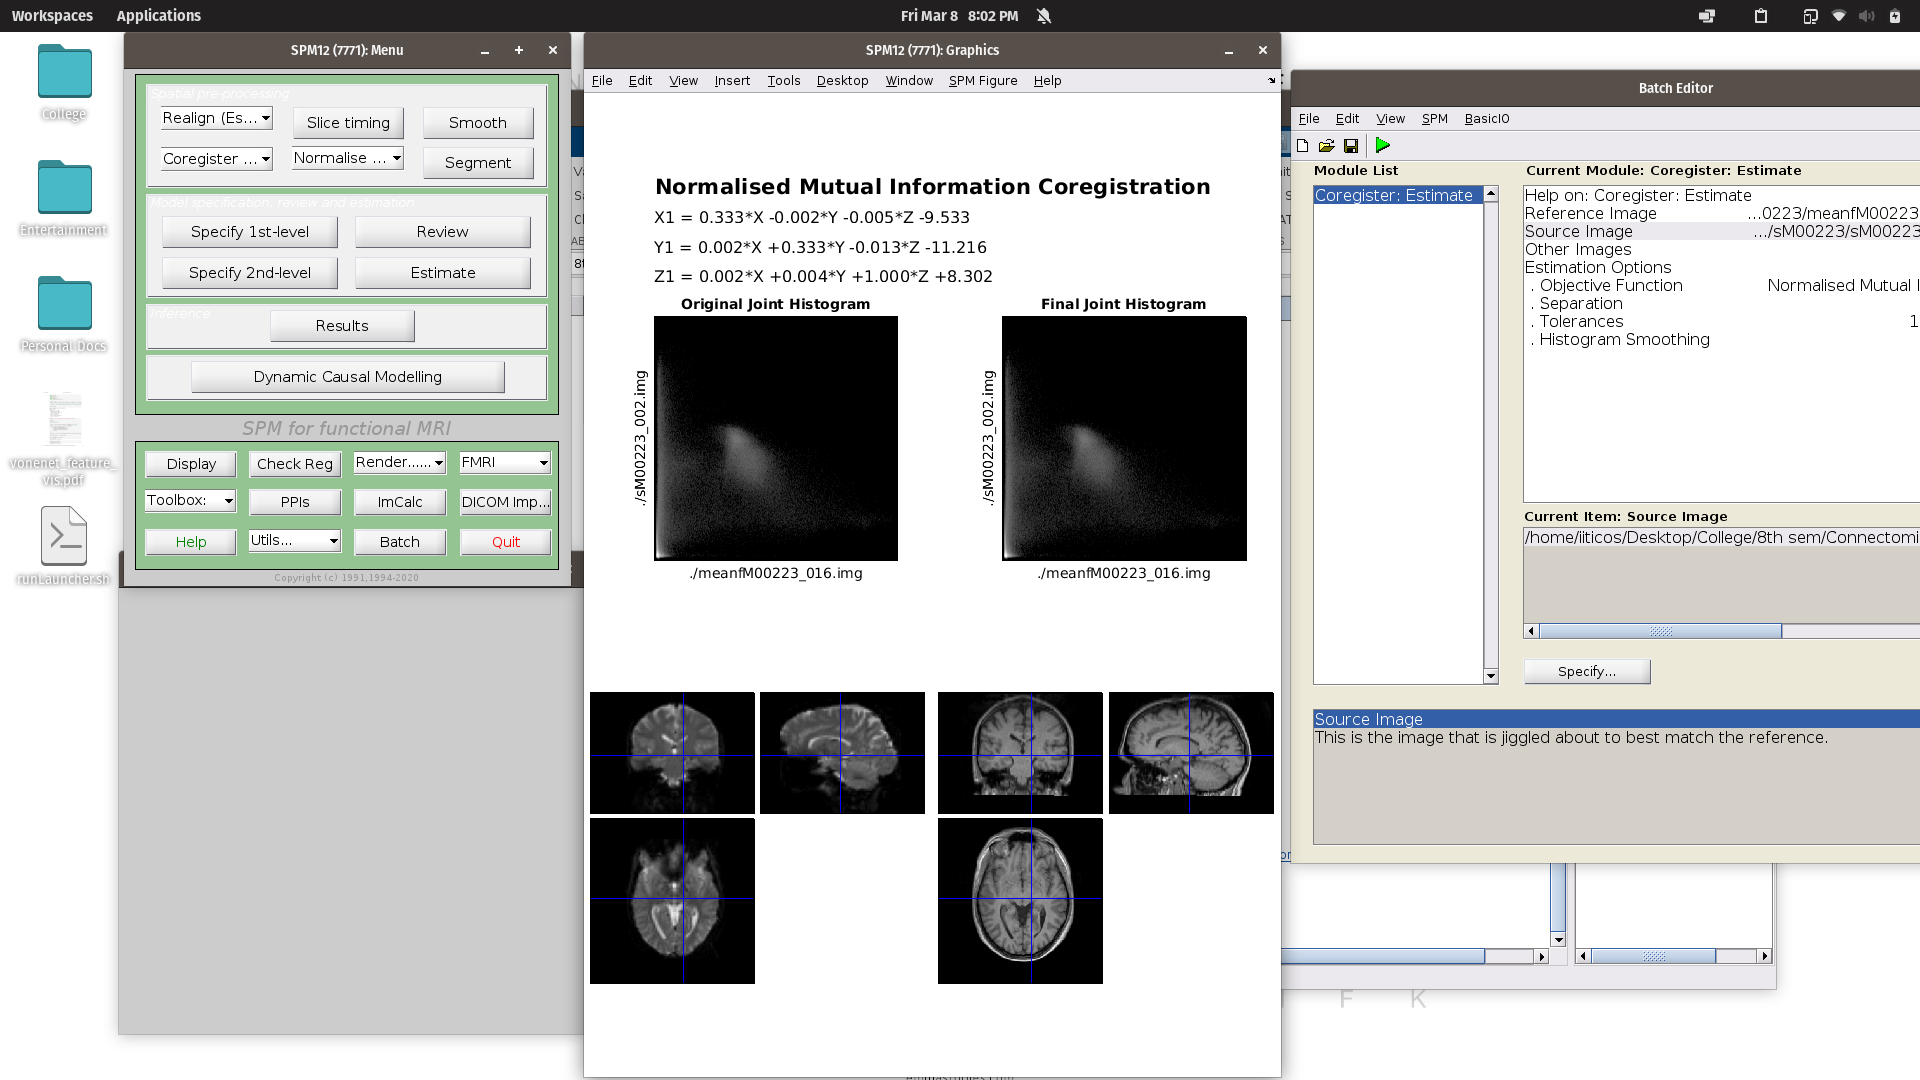 Workspaces Applications Fri Mar 8 8:02 PM
College
Entertainment
Personal Docs
vonenet_feature_
vis.pdf
runLauncher.sh
SPM12 (7771): Menu
Spatial pre-processing
Realign (Es... Slice timing Smooth
Coregister ... Normalise ... Segment
Model specification, review and estimation
Specify 1st-level Review
Specify 2nd-level Estimate
Inference
Results
Dynamic Causal Modelling
SPM for functional MRI
Display Check Reg Render...... FMRI
Toolbox: PPIs ImCalc DICOM Imp...
Help Utils... Batch Quit
Copyright (c) 1991,1994-2020
SPM12 (7771): Graphics
File Edit View Insert Tools Desktop Window SPM Figure Help
Normalised Mutual Information Coregistration
X1 = 0.333*X -0.002*Y -0.005*Z -9.533
Y1 = 0.002*X +0.333*Y -0.013*Z -11.216
Z1 = 0.002*X +0.004*Y +1.000*Z +8.302
Original Joint Histogram
./sM00223_002.img
./meanfM00223_016.img
Final Joint Histogram
./sM00223_002.img
./meanfM00223_016.img
Batch Editor
File Edit View SPM BasicIO
Module List
Coregister: Estimate
Current Module: Coregister: Estimate
Help on: Coregister: Estimate
Reference Image ...0223/meanfM00223
Source Image .../sM00223/sM00223
Other Images
Estimation Options
. Objective Function Normalised Mutual I
. Separation
. Tolerances 1
. Histogram Smoothing
Current Item: Source Image
/home/iiticos/Desktop/College/8th sem/Connectomi
Specify...
Source Image
This is the image that is jiggled about to best match the reference.
F K